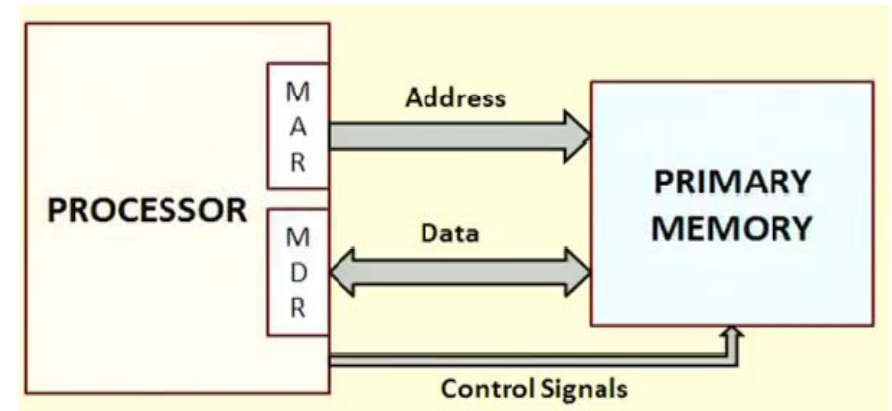 PROCESSOR
M
A
R
M
D
R
Address
Data
Control Signals
PRIMARY
MEMORY